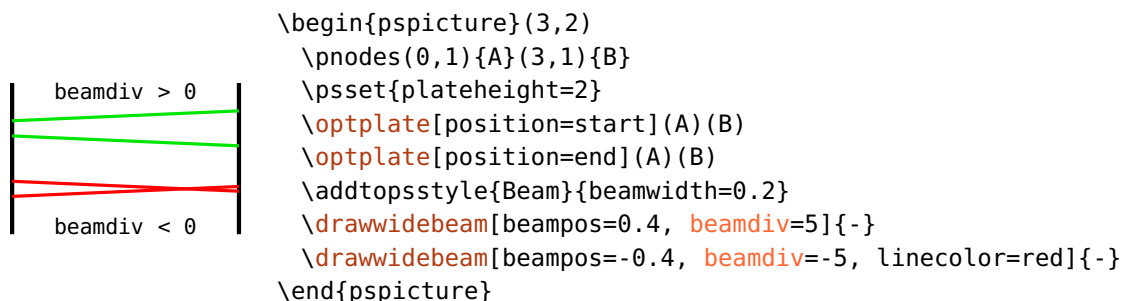 beamdiv > 0
beamdiv < 0
\begin{pspicture}(3,2)
  \pnodes(0,1){A}(3,1){B}
  \psset{plateheight=2}
  \optplate[position=start](A)(B)
  \optplate[position=end](A)(B)
  \addtopsstyle{Beam}{beamwidth=0.2}
  \drawwidebeam[beampos=0.4, beamdiv=5]{-}
  \drawwidebeam[beampos=-0.4, beamdiv=-5, linecolor=red]{-}
\end{pspicture}